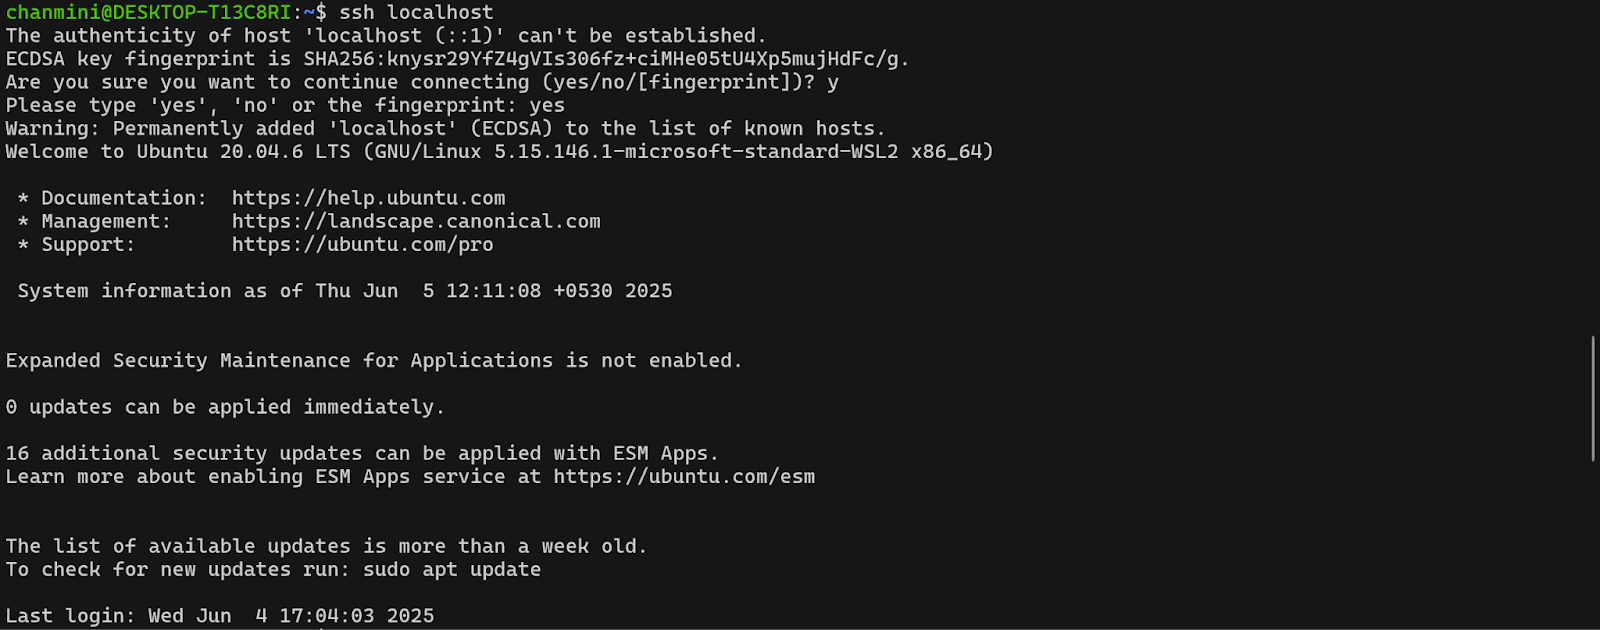 chanmini@DESKTOP-T13C8RI:~$ ssh localhost
The authenticity of host 'localhost (::1)' can't be established.
ECDSA key fingerprint is SHA256:knysr29YfZ4gVIs306fz+ciMHe05tU4Xp5mujHdFc/g.
Are you sure you want to continue connecting (yes/no/[fingerprint])? y
Please type 'yes', 'no' or the fingerprint: yes
Warning: Permanently added 'localhost' (ECDSA) to the list of known hosts.
Welcome to Ubuntu 20.04.6 LTS (GNU/Linux 5.15.146.1-microsoft-standard-WSL2 x86_64)
* Documentation:  https://help.ubuntu.com
* Management:     https://landscape.canonical.com
* Support:        https://ubuntu.com/pro
System information as of Thu Jun  5 12:11:08 +0530 2025
Expanded Security Maintenance for Applications is not enabled.
0 updates can be applied immediately.
16 additional security updates can be applied with ESM Apps.
Learn more about enabling ESM Apps service at https://ubuntu.com/esm
The list of available updates is more than a week old.
To check for new updates run: sudo apt update
Last login: Wed Jun  4 17:04:03 2025